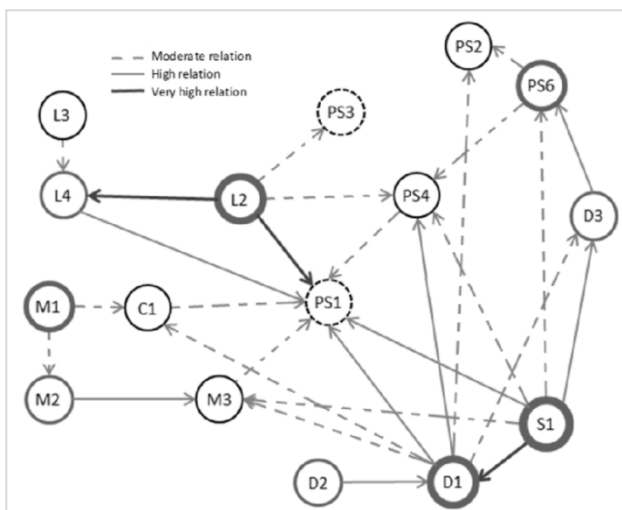 Moderate relation
High relation
Very high relation
PS2
PS6
L3
PS3
L4
L2
PS4
D3
M1
C1
PS1
M2
M3
S1
D2
D1